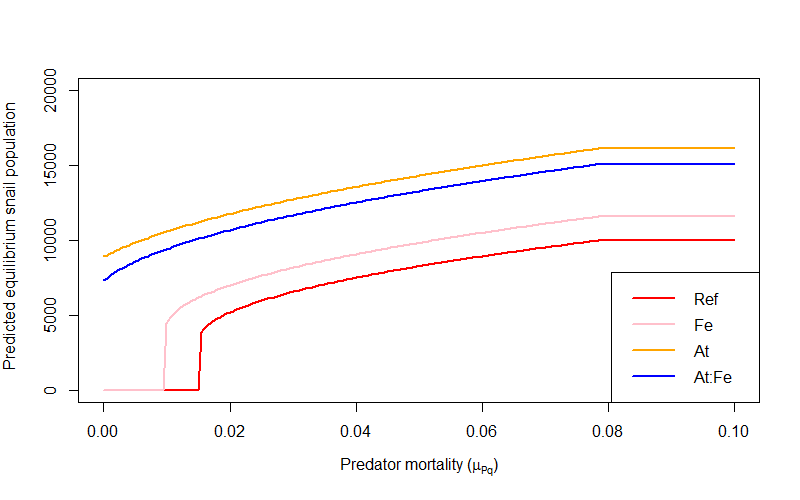 Predicted equilibrium snail population
20000
15000
10000
5000
0
Ref
Fe
At
At:Fe
0.00 0.02 0.04 0.06 0.08 0.10
Predator mortality (μPq)